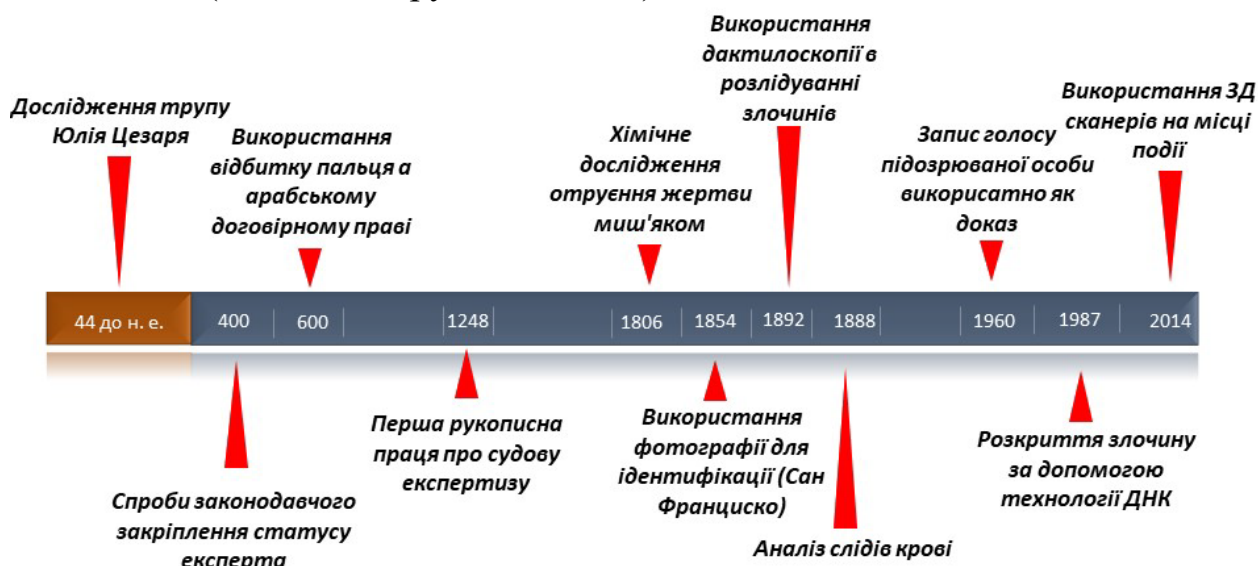 Дослідження трупу
Юлія Цезаря
Використання
відбитку пальця а
арабському
договірному праві
Хімічне
дослідження
отруєння жертви
миш'яком
Використання
дактилоскопії в
розлідуванні
злочинів
Запис голосу
підозрюваної особи
викорисатно як
доказ
Використання 3Д
сканерів на місці
події
44 до н. е.
400
600
1248
1806
1854
1892
1888
1960
1987
2014
Спроби законодавчого
закріплення статусу
експерта
Перша рукописна
праця про судову
експертизу
Використання
фотографії для
ідентифікації (Сан
Франциско)
Аналіз слідів крові
Розкриття злочину
за допомогою
технології ДНК